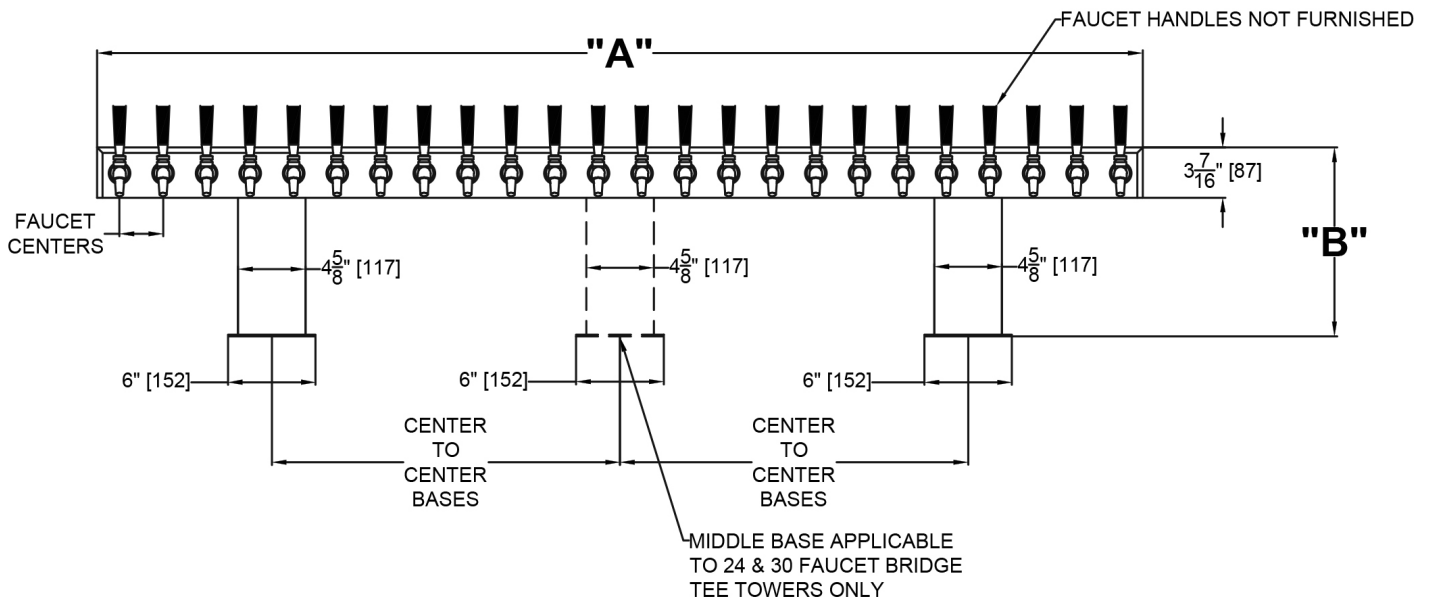 FAUCET HANDLES NOT FURNISHED
"A"
3 7/16" [87]
FAUCET
CENTERS
"B"
4 5/8" [117]
4 5/8" [117]
4 5/8" [117]
6" [152]
6" [152]
6" [152]
CENTER
TO
CENTER
BASES
CENTER
TO
CENTER
BASES
MIDDLE BASE APPLICABLE
TO 24 & 30 FAUCET BRIDGE
TEE TOWERS ONLY